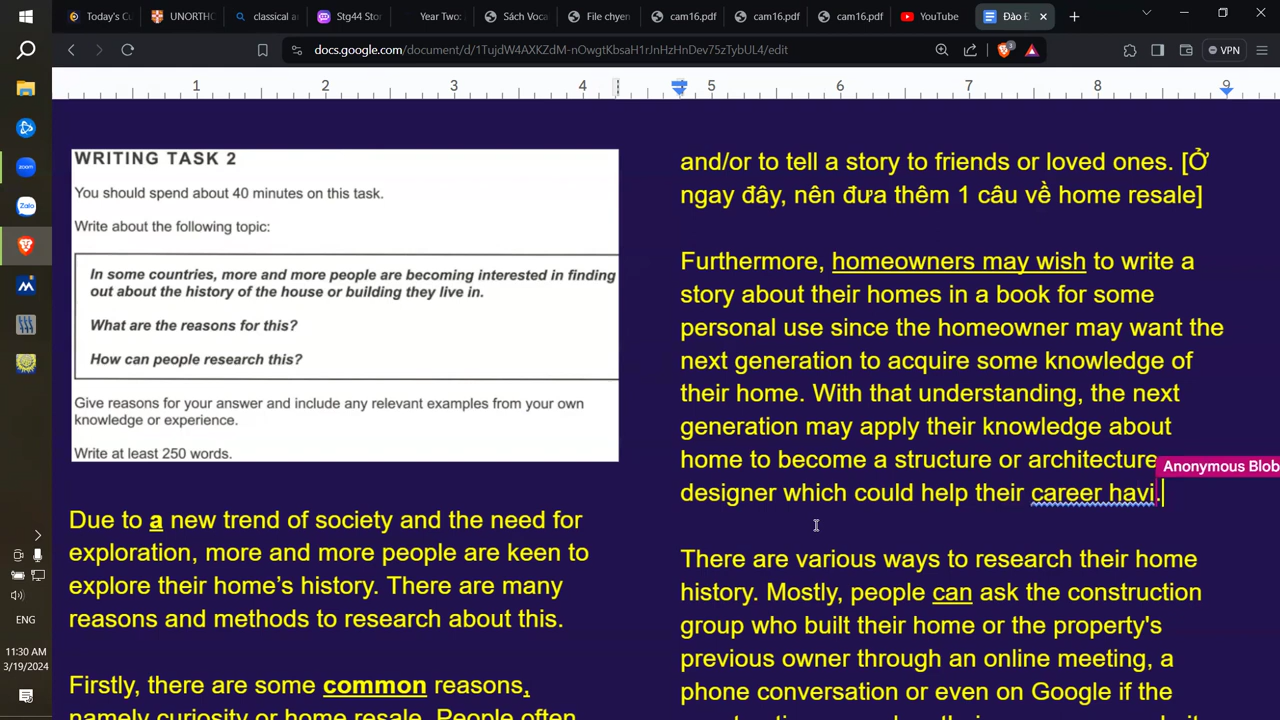 Today's Cu
UNORTHO
classical a
Stg44 Stor
Year Two:
Sách Voca
File chyen
cam16.pdf
cam16.pdf
cam16.pdf
YouTube
Đào Đ
docs.google.com/document/d/1TujdW4AXKZdM-nOwgtKbsaH1rJnHzHnDev75zTybUL4/edit
VPN
1 2 3 4 5 6 7 8 9
WRITING TASK 2
You should spend about 40 minutes on this task.
Write about the following topic:
In some countries, more and more people are becoming interested in finding
out about the history of the house or building they live in.
What are the reasons for this?
How can people research this?
Give reasons for your answer and include any relevant examples from your own
knowledge or experience.
Write at least 250 words.
Due to a new trend of society and the need for
exploration, more and more people are keen to
explore their home's history. There are many
reasons and methods to research about this.
Firstly, there are some common reasons,
namely curiosity or home resale. People often
and/or to tell a story to friends or loved ones. [Ở
ngay đây, nên đưa thêm 1 câu về home resale]
Furthermore, homeowners may wish to write a
story about their homes in a book for some
personal use since the homeowner may want the
next generation to acquire some knowledge of
their home. With that understanding, the next
generation may apply their knowledge about
home to become a structure or architecture
designer which could help their career havi.
Anonymous Blob
There are various ways to research their home
history. Mostly, people can ask the construction
group who built their home or the property's
previous owner through an online meeting, a
phone conversation or even on Google if the
zoom
Zalo
ENG
11:30 AM
3/19/2024